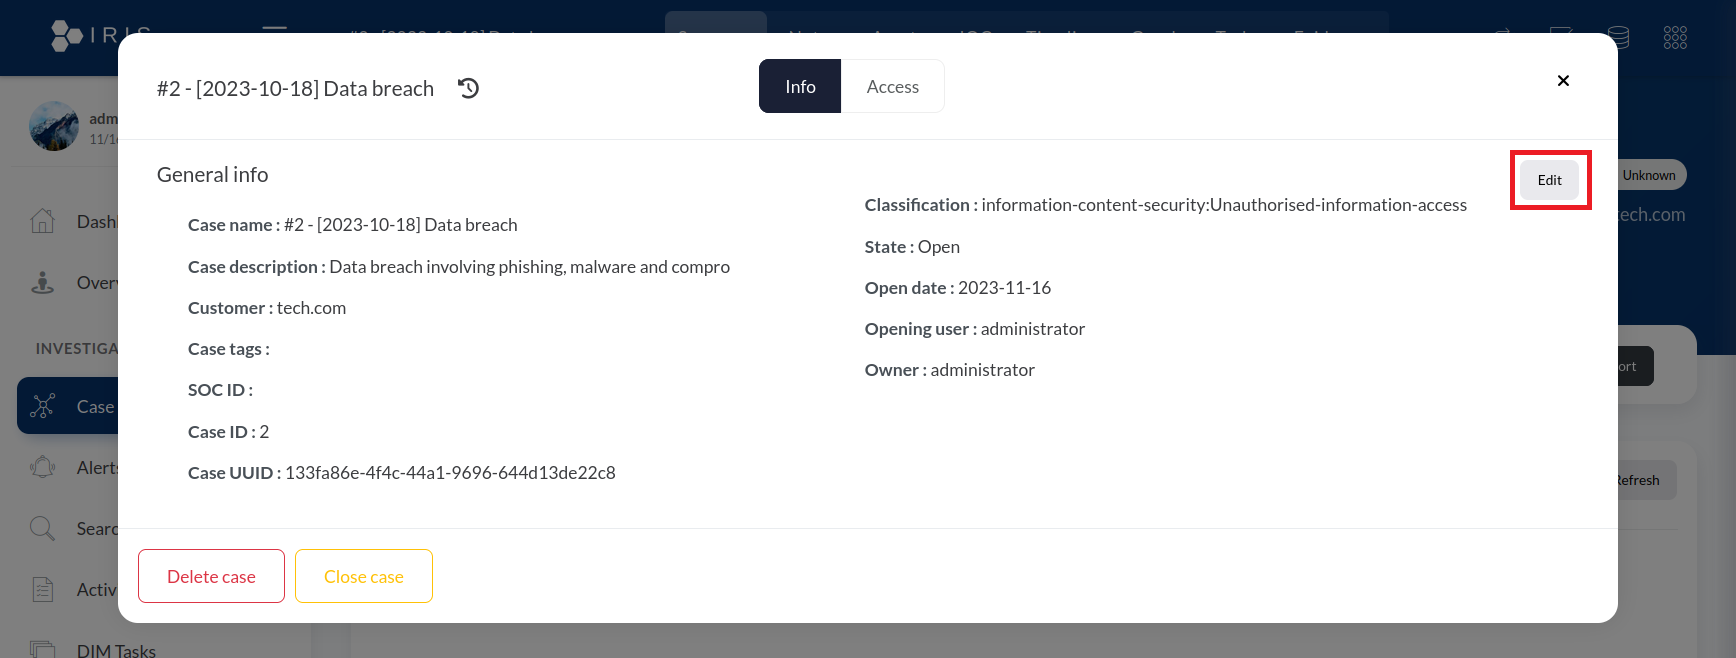 IRIS
#2 - [2023-10-18] Data breach
Info
Access
×
General info
Edit
Case name : #2 - [2023-10-18] Data breach
Case description : Data breach involving phishing, malware and compro
Customer : tech.com
Case tags :
SOC ID :
Case ID : 2
Case UUID : 133fa86e-4f4c-44a1-9696-644d13de22c8
Classification : information-content-security:Unauthorised-information-access
State : Open
Open date : 2023-11-16
Opening user : administrator
Owner : administrator
Delete case
Close case
adm
11/1
Dash
Over
INVESTIGA
Case
Alerts
Searc
Activ
DIM Tasks
Unknown
tech.com
ort
Refresh